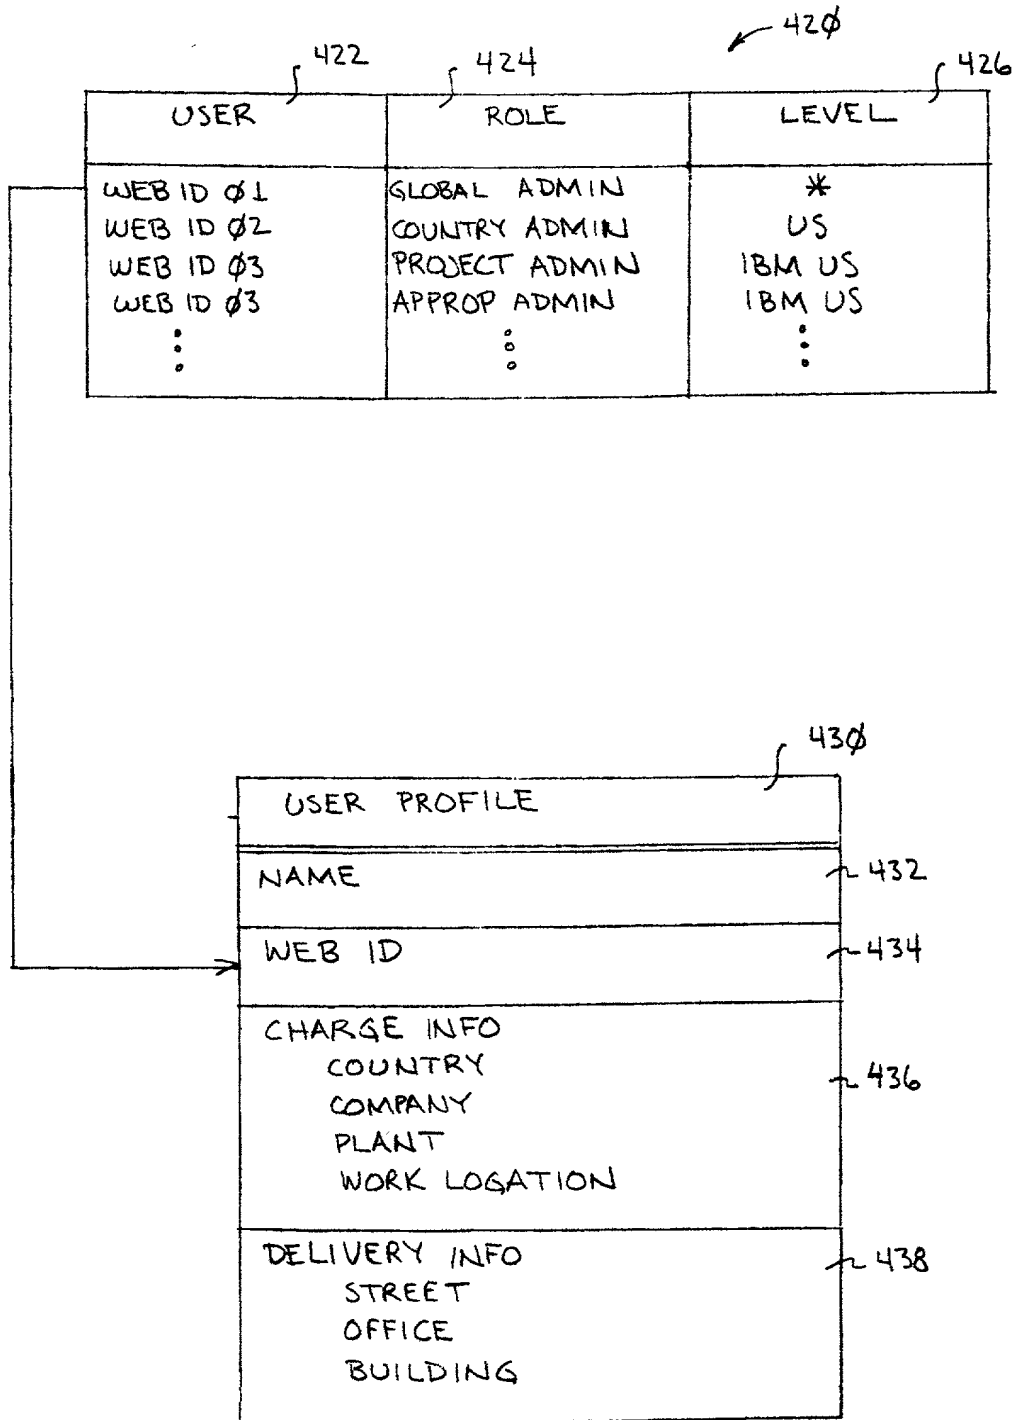 42Ø
422 424 426
USER ROLE LEVEL
WEB ID Ø1 GLOBAL ADMIN *
WEB ID Ø2 COUNTRY ADMIN US
WEB ID Ø3 PROJECT ADMIN IBM US
WEB ID Ø3 APPROP ADMIN IBM US
43Ø
USER PROFILE
NAME 432
WEB ID 434
CHARGE INFO
COUNTRY
436
COMPANY
PLANT
WORK LOGATION
DELIVERY INFO 438
STREET
OFFICE
BUILDING